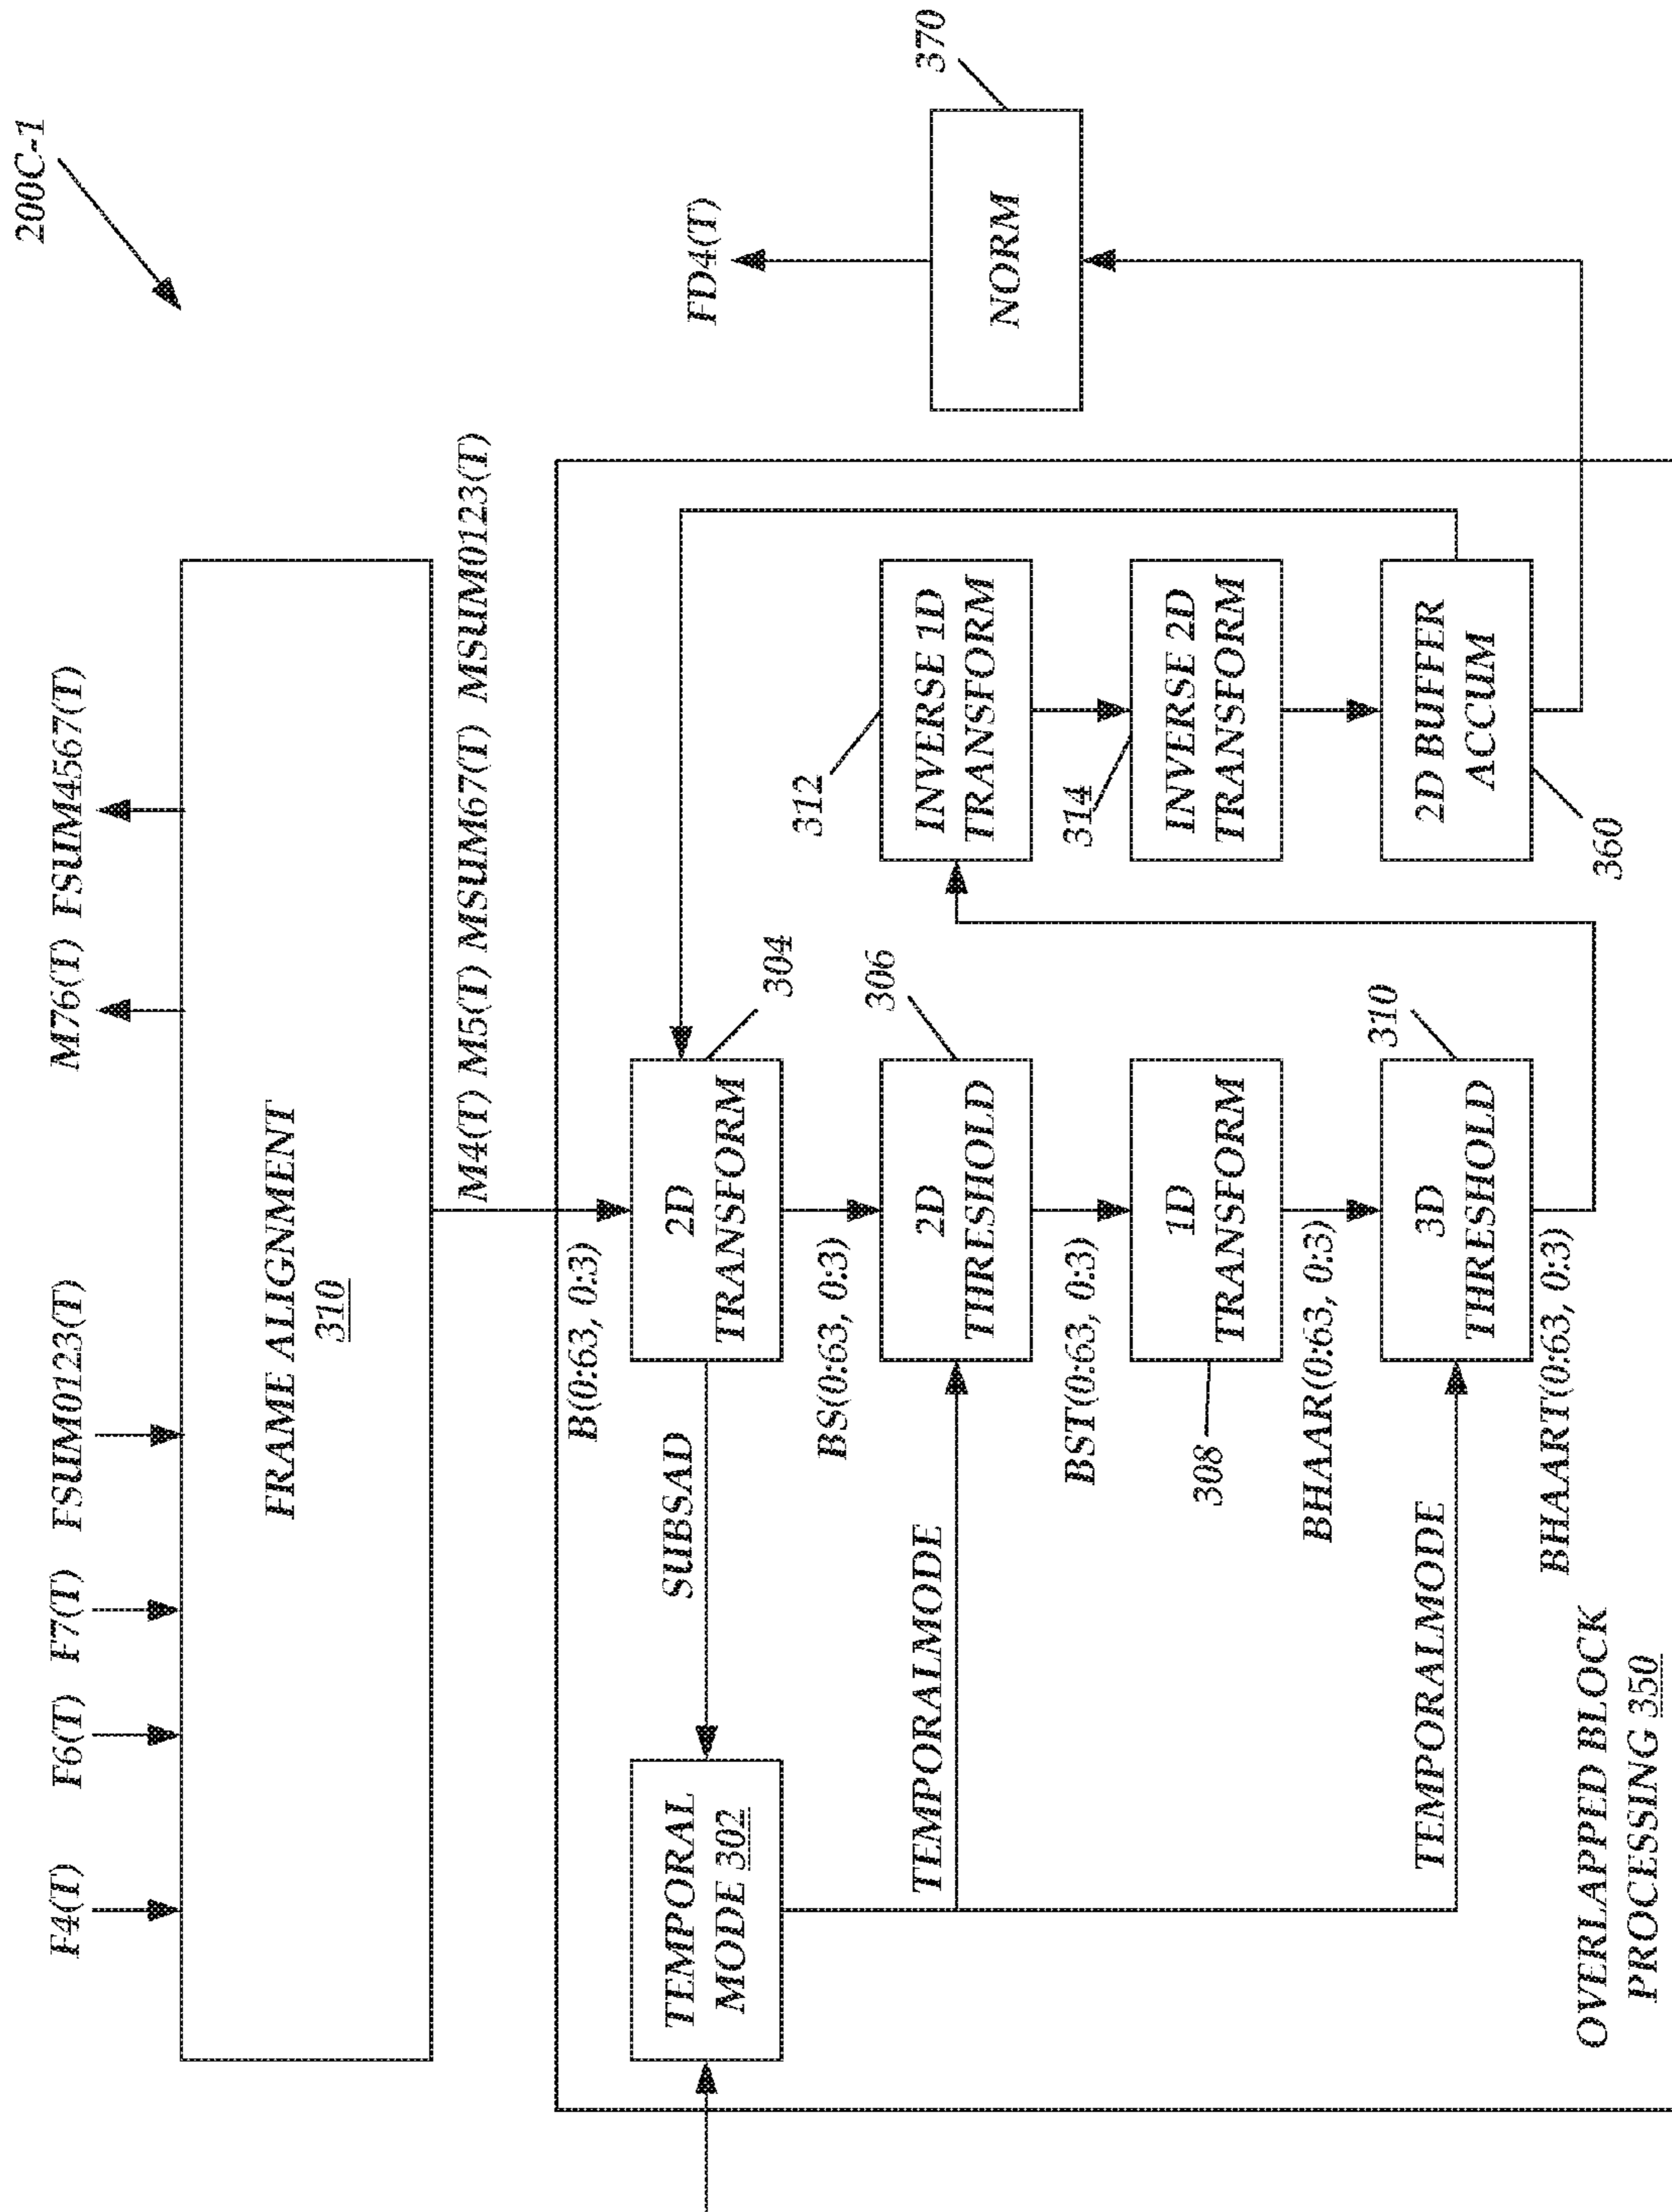 200C-1
F4(T) F6(T) F7(T) FSUM0123(T) M76(T) FSUM4567(T)
FRAME ALIGNMENT
310
M4(T) M5(T) MSUM67(T) MSUM0123(T)
B(0:63, 0:3)
TEMPORAL
MODE 302
SUBSAD
2D
TRANSFORM
304
BS(0:63, 0:3)
TEMPORALMODE
2D
THRESHOLD
306
BST(0:63, 0:3)
1D
TRANSFORM
308
BHAAR(0:63, 0:3)
TEMPORALMODE
3D
THRESHOLD
310
BHAART(0:63, 0:3)
312
INVERSE 1D
TRANSFORM
314
INVERSE 2D
TRANSFORM
2D BUFFER
ACCUM
360
FD4(T)
NORM
370
OVERLAPPED BLOCK
PROCESSING 350